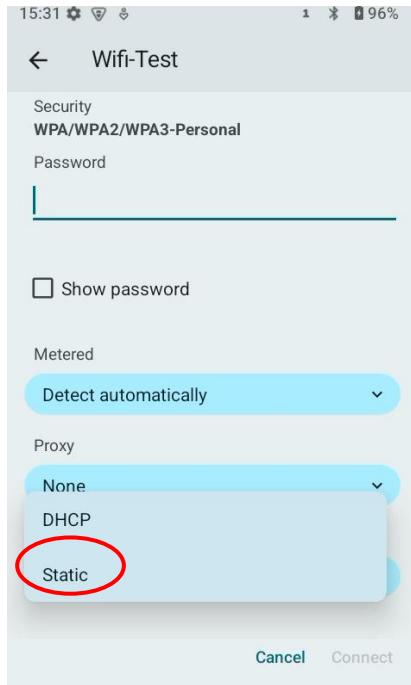 15:31 1 96%
Wifi-Test
Security
WPA/WPA2/WPA3-Personal
Password
Show password
Metered
Detect automatically
Proxy
None
DHCP
Static
Cancel Connect